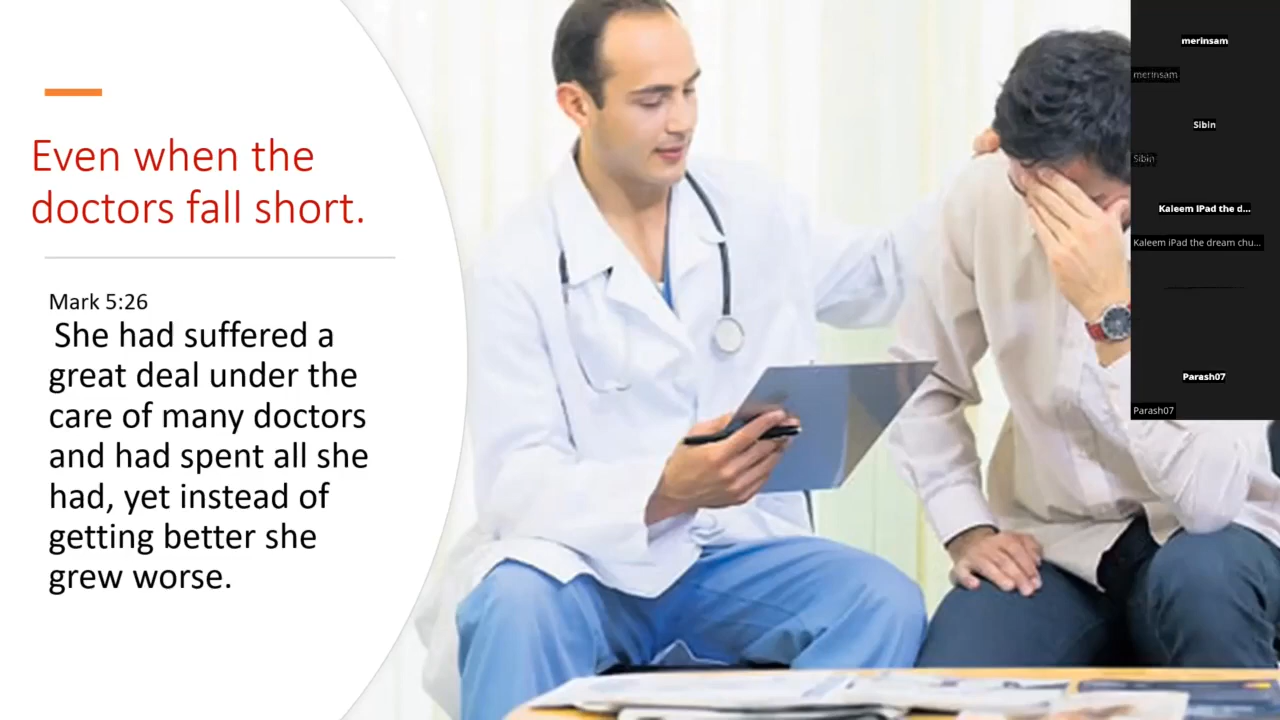 Even when the
doctors fall short.
Mark 5:26
She had suffered a
great deal under the
care of many doctors
and had spent all she
had, yet instead of
getting better she
grew worse.
merinsam
merinsam
Sibin
Sibin
Kaleem iPad the d...
Kaleem iPad the dream chu...
Parash07
Parash07